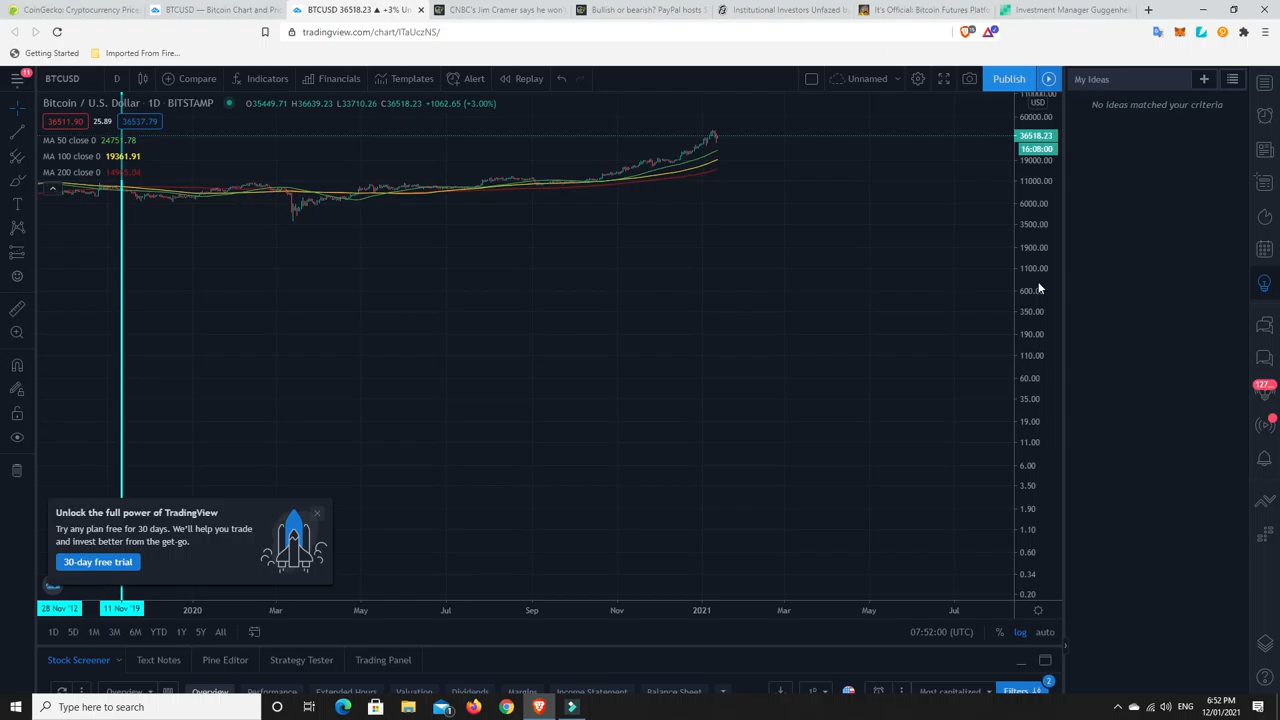 CoinGecko Cryptocurrency Price
BTCUSD — Bitcoin Chart and Pri
BTCUSD 36518.23 ▲ +3% Un
CNBC's Jim Cramer says he won'
Bullish or bearish? PayPal hosts S
Institutional Investors Unfazed b
It's Official: Bitcoin Futures Platf
Investment Manager Guggenhe
tradingview.com/chart/ITaUczNS/
Getting Started
Imported From Fire...
11
BTCUSD
D
Compare
Indicators
Financials
Templates
Alert
Replay
Unnamed
Publish
My Ideas
Bitcoin / U.S. Dollar 1D BITSTAMP
O35449.71 H36639.23 L33710.26 C36518.23 +1062.65 (+3.00%)
36511.90
25.89
36537.79
MA 50 close 0
MA 100 close 0 19361.91
MA 200 close 0
No ideas matched your criteria
110000.00
USD
60000.00
36518.23
16:08:00
19000.00
11000.00
6000.00
3500.00
1900.00
1100.00
350.00
190.00
110.00
60.00
35.00
19.00
11.00
6.00
3.50
1.90
1.10
0.60
0.34
0.20
127...
Unlock the full power of TradingView
Try any plan free for 30 days. We'll help you trade
and invest better from the get-go.
30-day free trial
28 Nov '12
11 Nov '19
2020
Mar
May
Jul
Sep
Nov
2021
Mar
May
Jul
1D 5D 1M 3M 6M YTD 1Y 5Y All
07:52:00 (UTC)
%
log
auto
Stock Screener
Text Notes
Pine Editor
Strategy Tester
Trading Panel
Overview
Overview
Performance
Extended Hours
Valuation
Dividends
Margins
Income Statement
Balance Sheet
Most capitalized
Filters
2
Type here to search
ENG
6:52 PM
12/01/2021